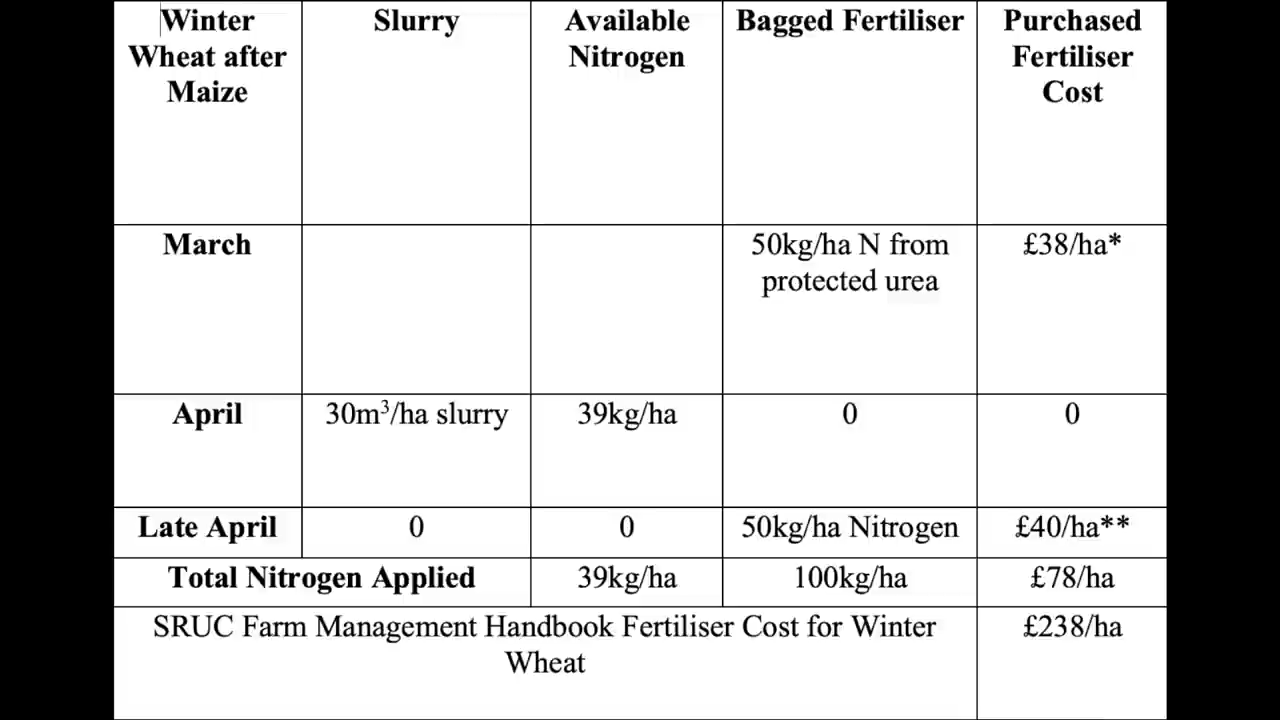 Winter Wheat after Maize
Slurry
Available Nitrogen
Bagged Fertiliser
Purchased Fertiliser Cost
March
50kg/ha N from protected urea
£38/ha*
April
30m³/ha slurry
39kg/ha
0
0
Late April
0
0
50kg/ha Nitrogen
£40/ha**
Total Nitrogen Applied
39kg/ha
100kg/ha
£78/ha
SRUC Farm Management Handbook Fertiliser Cost for Winter Wheat
£238/ha